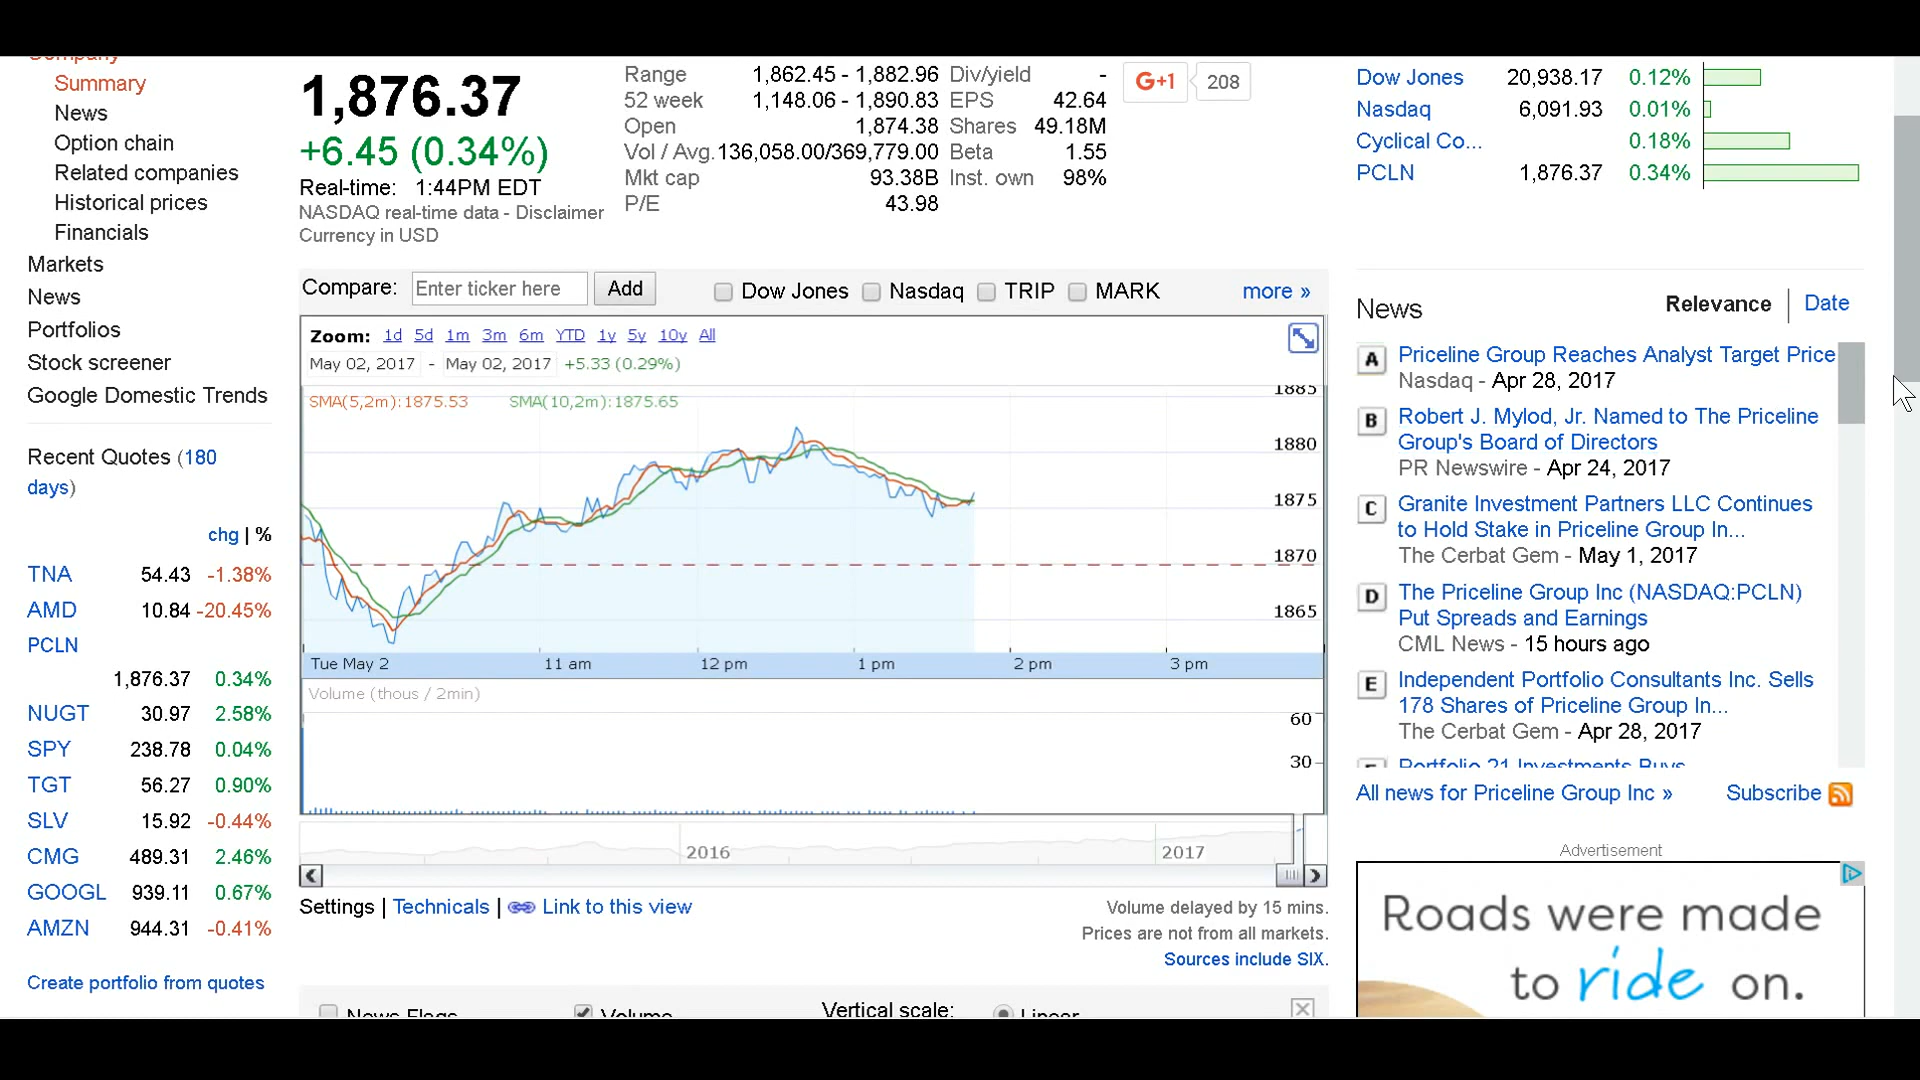 Company
Summary
News
Option chain
Related companies
Historical prices
Financials
Markets
News
Portfolios
Stock screener
Google Domestic Trends
Recent Quotes (180
days)
chg | %
TNA 54.43 -1.38%
AMD 10.84 -20.45%
PCLN
1,876.37 0.34%
NUGT 30.97 2.58%
SPY 238.78 0.04%
TGT 56.27 0.90%
SLV 15.92 -0.44%
CMG 489.31 2.46%
GOOGL 939.11 0.67%
AMZN 944.31 -0.41%
Create portfolio from quotes
1,876.37
+6.45 (0.34%)
Real-time: 1:44PM EDT
NASDAQ real-time data - Disclaimer
Currency in USD
Range 1,862.45 - 1,882.96 Div/yield -
52 week 1,148.06 - 1,890.83 EPS 42.64
Open 1,874.38 Shares 49.18M
Vol / Avg. 136,058.00/369,779.00 Beta 1.55
Mkt cap 93.38B Inst. own 98%
P/E 43.98
G+1 208
Compare: Enter ticker here Add Dow Jones Nasdaq TRIP MARK more »
Zoom: 1d 5d 1m 3m 6m YTD 1y 5y 10y All
May 02, 2017 - May 02, 2017 +5.33 (0.29%)
SMA(5,2m):1875.53 SMA(10,2m):1875.65
1885
1880
1875
1870
1865
Tue May 2 11 am 12 pm 1 pm 2 pm 3 pm
Volume (thous / 2min)
60
30
2016 2017
Settings | Technicals | Link to this view
Volume delayed by 15 mins.
Prices are not from all markets.
Sources include SIX.
News Flags Volume Vertical scale: Linear
Dow Jones 20,938.17 0.12%
Nasdaq 6,091.93 0.01%
Cyclical Co... 0.18%
PCLN 1,876.37 0.34%
News Relevance | Date
A Priceline Group Reaches Analyst Target Price
Nasdaq - Apr 28, 2017
B Robert J. Mylod, Jr. Named to The Priceline
Group's Board of Directors
PR Newswire - Apr 24, 2017
C Granite Investment Partners LLC Continues
to Hold Stake in Priceline Group In...
The Cerbat Gem - May 1, 2017
D The Priceline Group Inc (NASDAQ:PCLN)
Put Spreads and Earnings
CML News - 15 hours ago
E Independent Portfolio Consultants Inc. Sells
178 Shares of Priceline Group In...
The Cerbat Gem - Apr 28, 2017
Portfolio 21 Investments Buys
All news for Priceline Group Inc » Subscribe
Advertisement
Roads were made
to ride on.